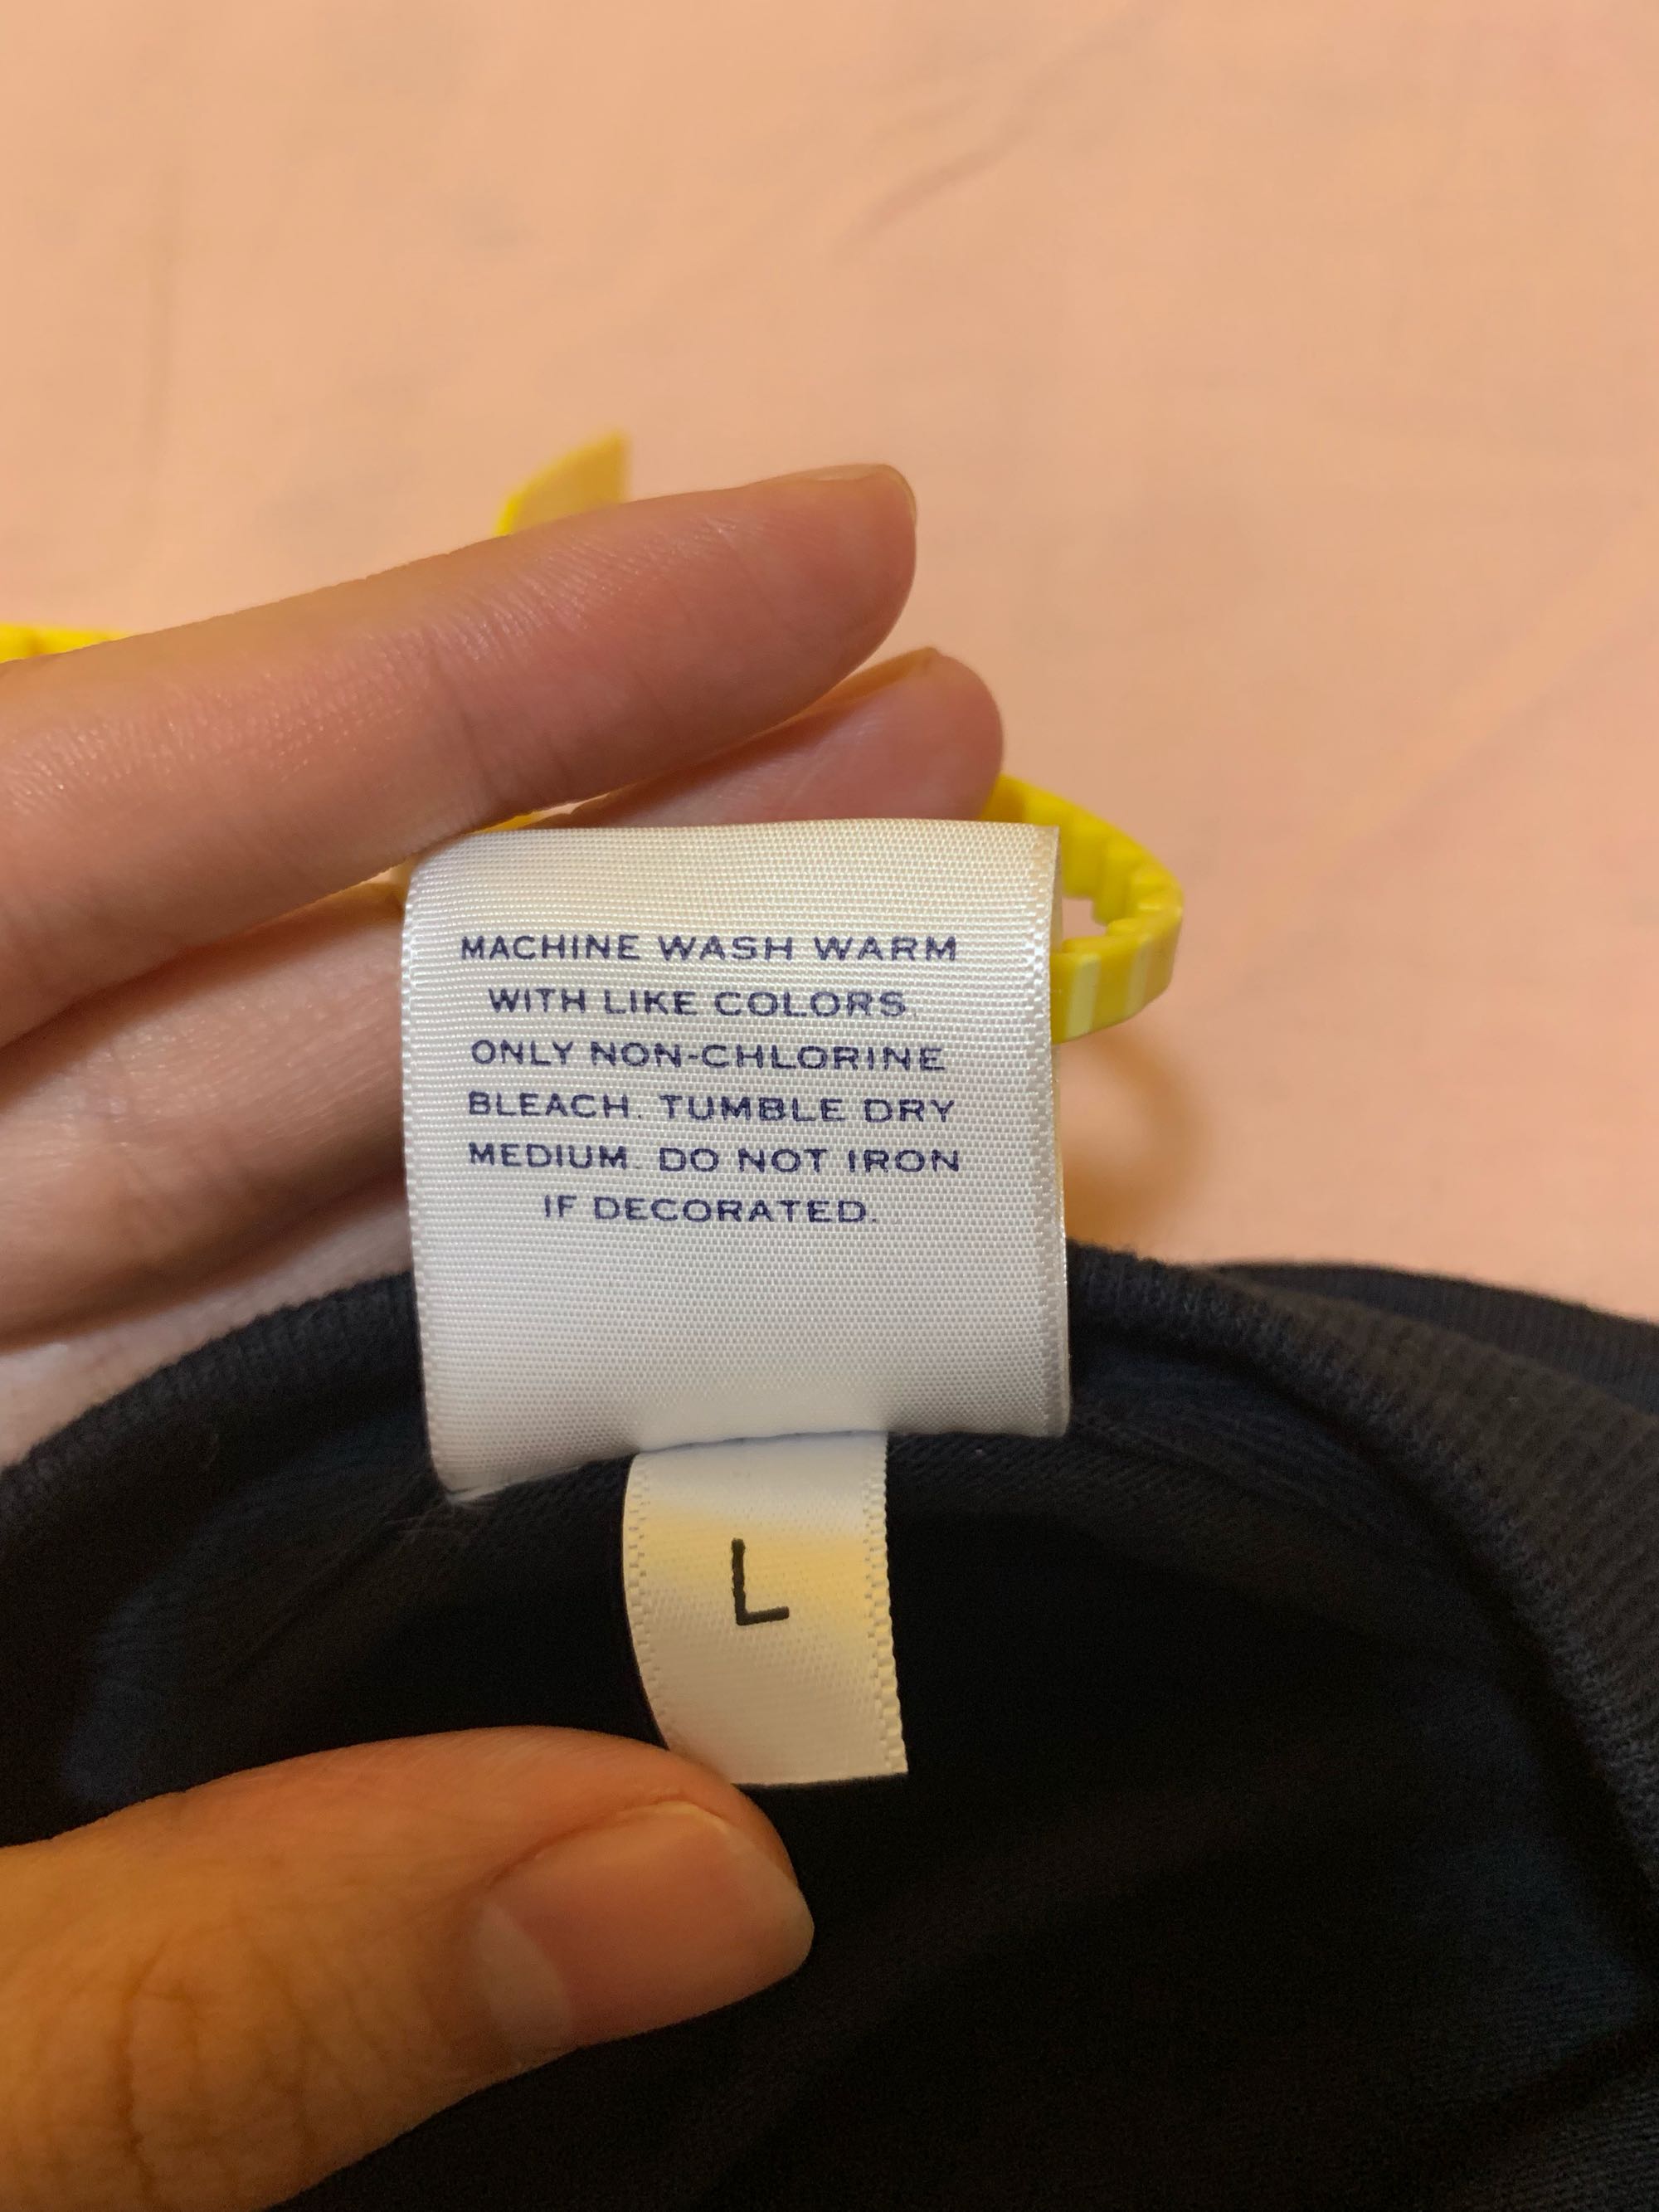 MACHINE WASH WARM
WITH LIKE COLORS.
ONLY NON-CHLORINE
BLEACH. TUMBLE DRY
MEDIUM. DO NOT IRON
IF DECORATED.
L